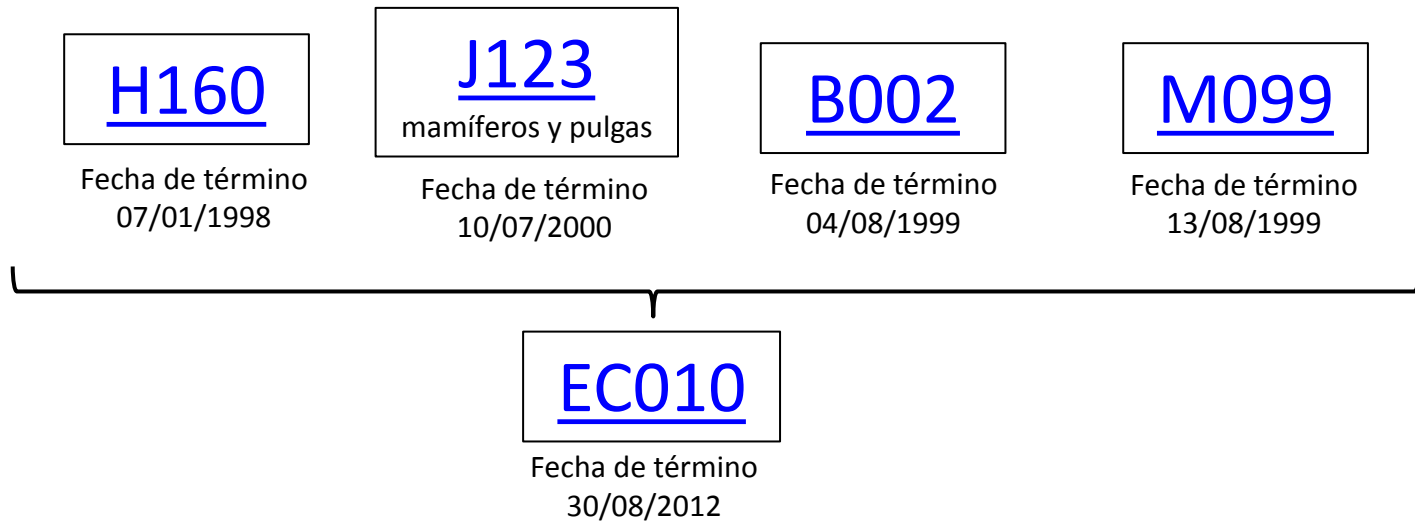 H160
Fecha de término
07/01/1998
J123
mamíferos y pulgas
Fecha de término
10/07/2000
B002
Fecha de término
04/08/1999
M099
Fecha de término
13/08/1999
EC010
Fecha de término
30/08/2012